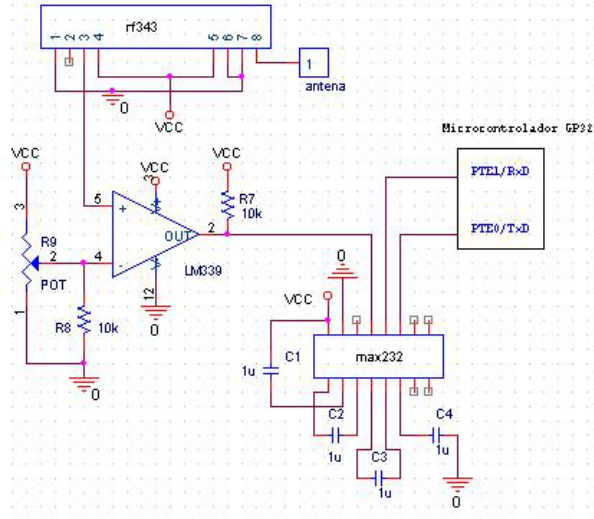 rf343
1 2 3 4 5 6 7 8
1
antena
0
VCC
Microcontrolador GP32
PTE1/RxD
PTE0/TxD
VCC
VCC
VCC
3
3
R7
10k
5
+
2
OUT
R9
2
4
-
LM339
POT
12
0
0
VCC
1
R8
10k
C1
max232
1u
0
C2
C4
1u
1u
C3
1u
0